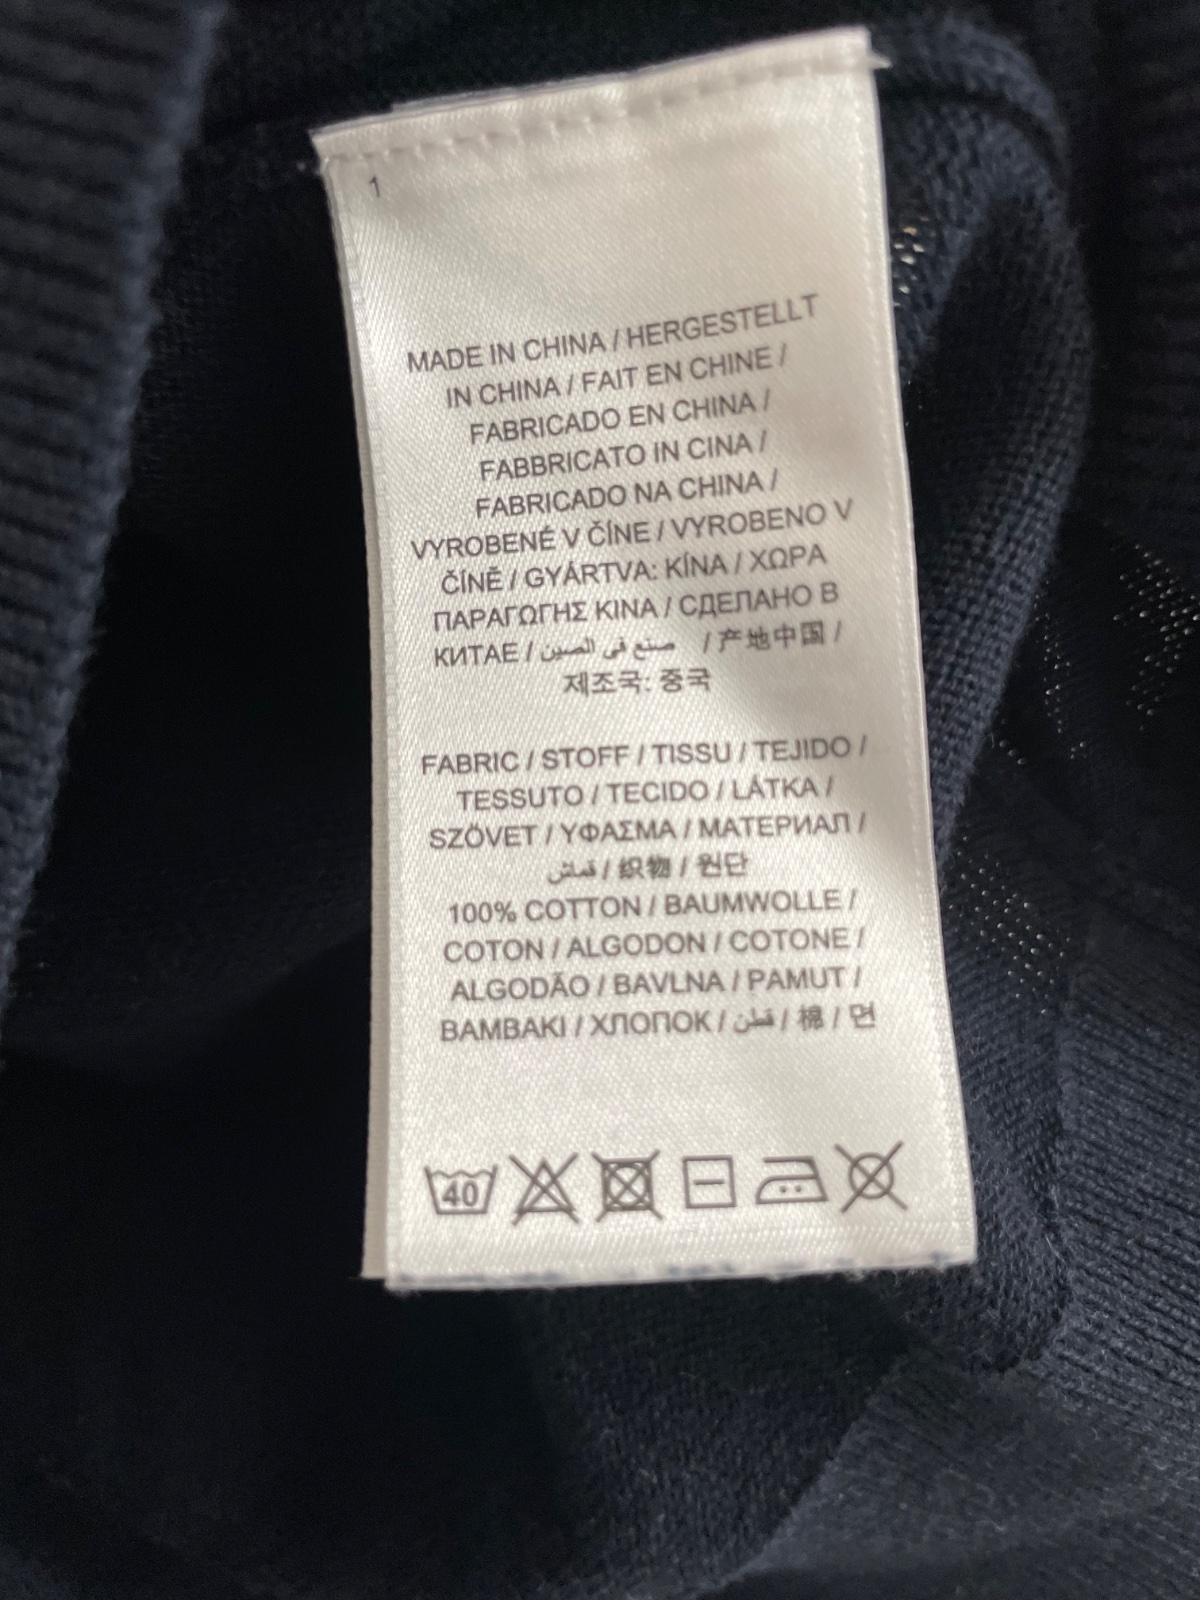 1
MADE IN CHINA / HERGESTELLT
IN CHINA / FAIT EN CHINE /
FABRICADO EN CHINA /
FABBRICATO IN CINA /
FABRICADO NA CHINA /
VYROBENÉ V ČÍNE / VYROBENO V
ČÍNĚ / GYÁRTVA: KÍNA / ΧΩΡΑ
ΠΑΡΑΓΩΓΗΣ ΚΙΝΑ / СДЕЛАНО В
КИТАЕ / صنع في الصين / 产地中国 /
제조국: 중국
FABRIC / STOFF / TISSU / TEJIDO /
TESSUTO / TECIDO / LÁTKA /
SZÖVET / ΥΦΑΣΜΑ / МАТЕРИАЛ /
قماش / 织物 / 원단
100% COTTON / BAUMWOLLE /
COTON / ALGODON / COTONE /
ALGODÃO / BAVLNA / PAMUT /
BAMBAKI / ХЛОПОК / قطن / 棉 / 면
40